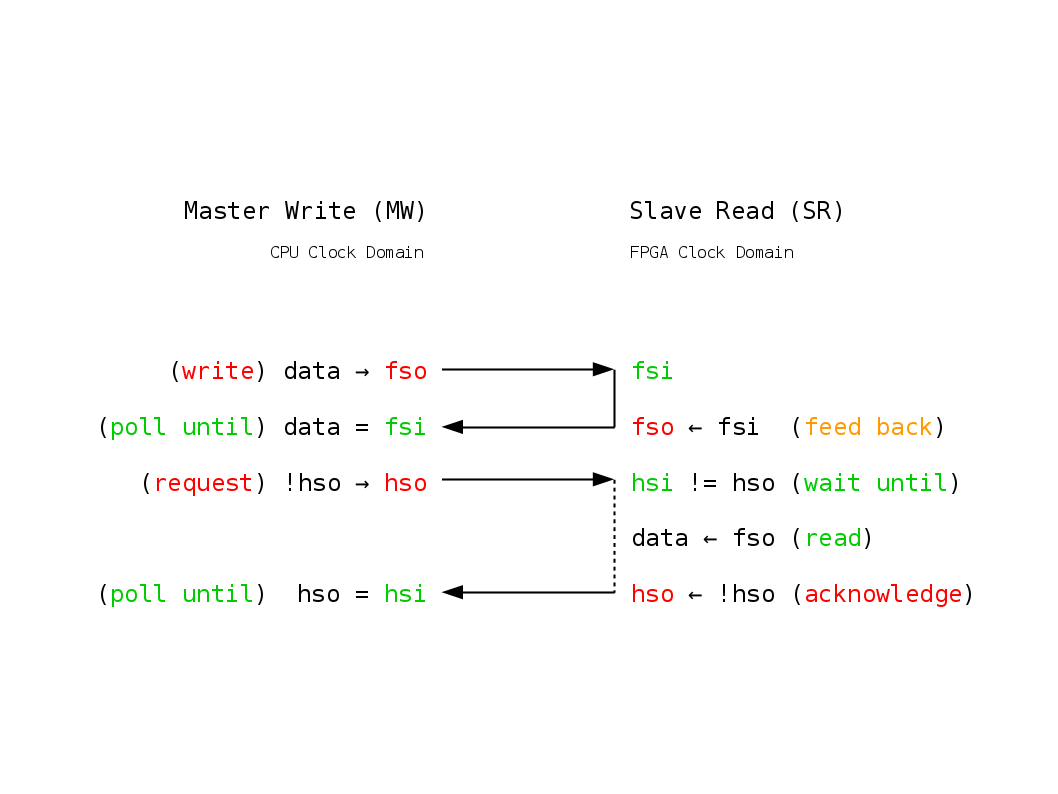 Master Write (MW) Slave Read (SR)
CPU Clock Domain FPGA Clock Domain
(write) data → fso fsi
(poll until) data = fsi fso ← fsi (feed back)
(request) !hso → hso hsi != hso (wait until)
data ← fso (read)
(poll until) hso = hsi hso ← !hso (acknowledge)